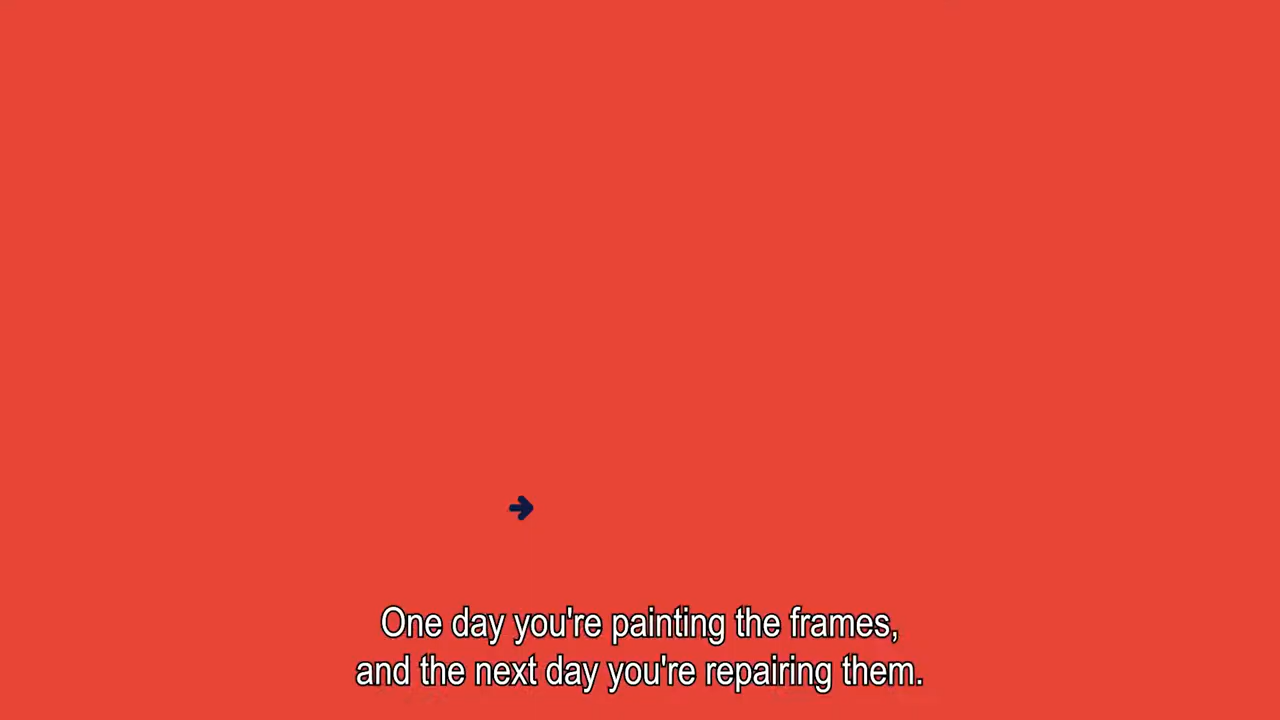 One day you're painting the frames,
and the next day you're repairing them.